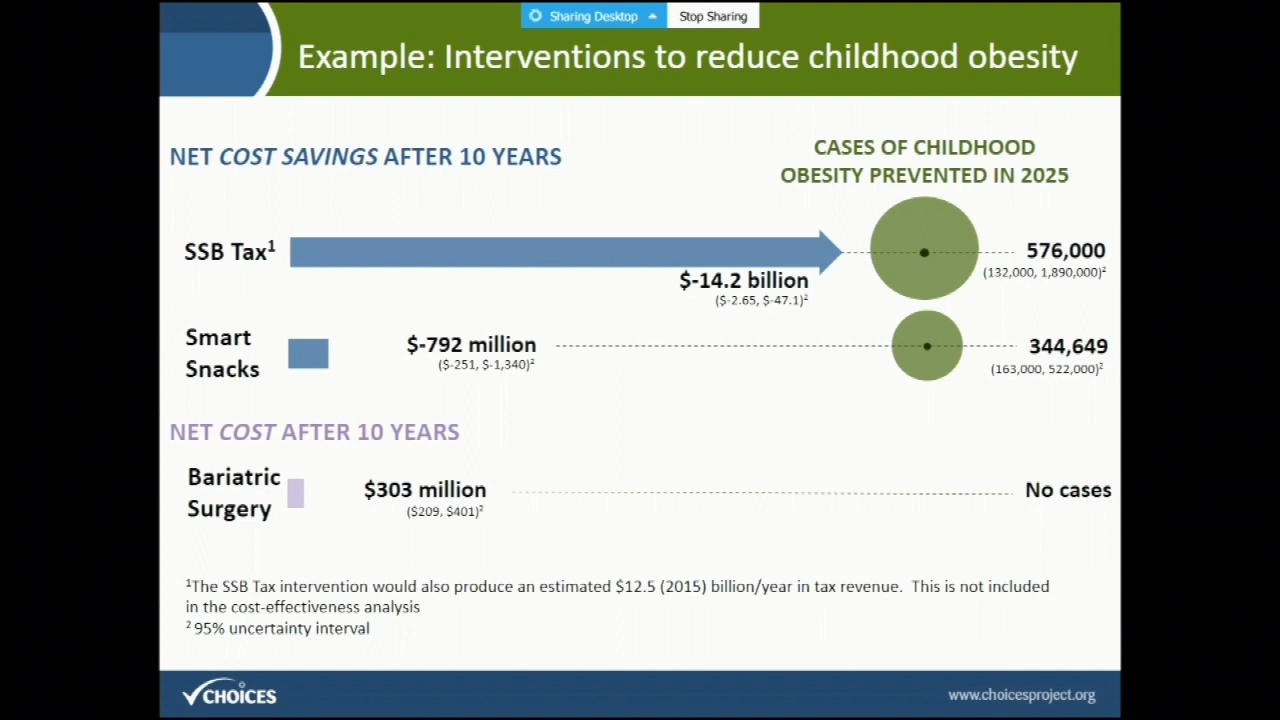 Sharing Desktop
Stop Sharing
Example: Interventions to reduce childhood obesity
NET COST SAVINGS AFTER 10 YEARS
CASES OF CHILDHOOD
OBESITY PREVENTED IN 2025
SSB Tax¹
$-14.2 billion
($-2.65, $-47.1)²
576,000
(132,000, 1,890,000)²
Smart
Snacks
$-792 million
($-251, $-1,340)²
344,649
(163,000, 522,000)²
NET COST AFTER 10 YEARS
Bariatric
Surgery
$303 million
($209, $401)²
No cases
¹The SSB Tax intervention would also produce an estimated $12.5 (2015) billion/year in tax revenue. This is not included
in the cost-effectiveness analysis
² 95% uncertainty interval
CHOICES
www.choicesproject.org